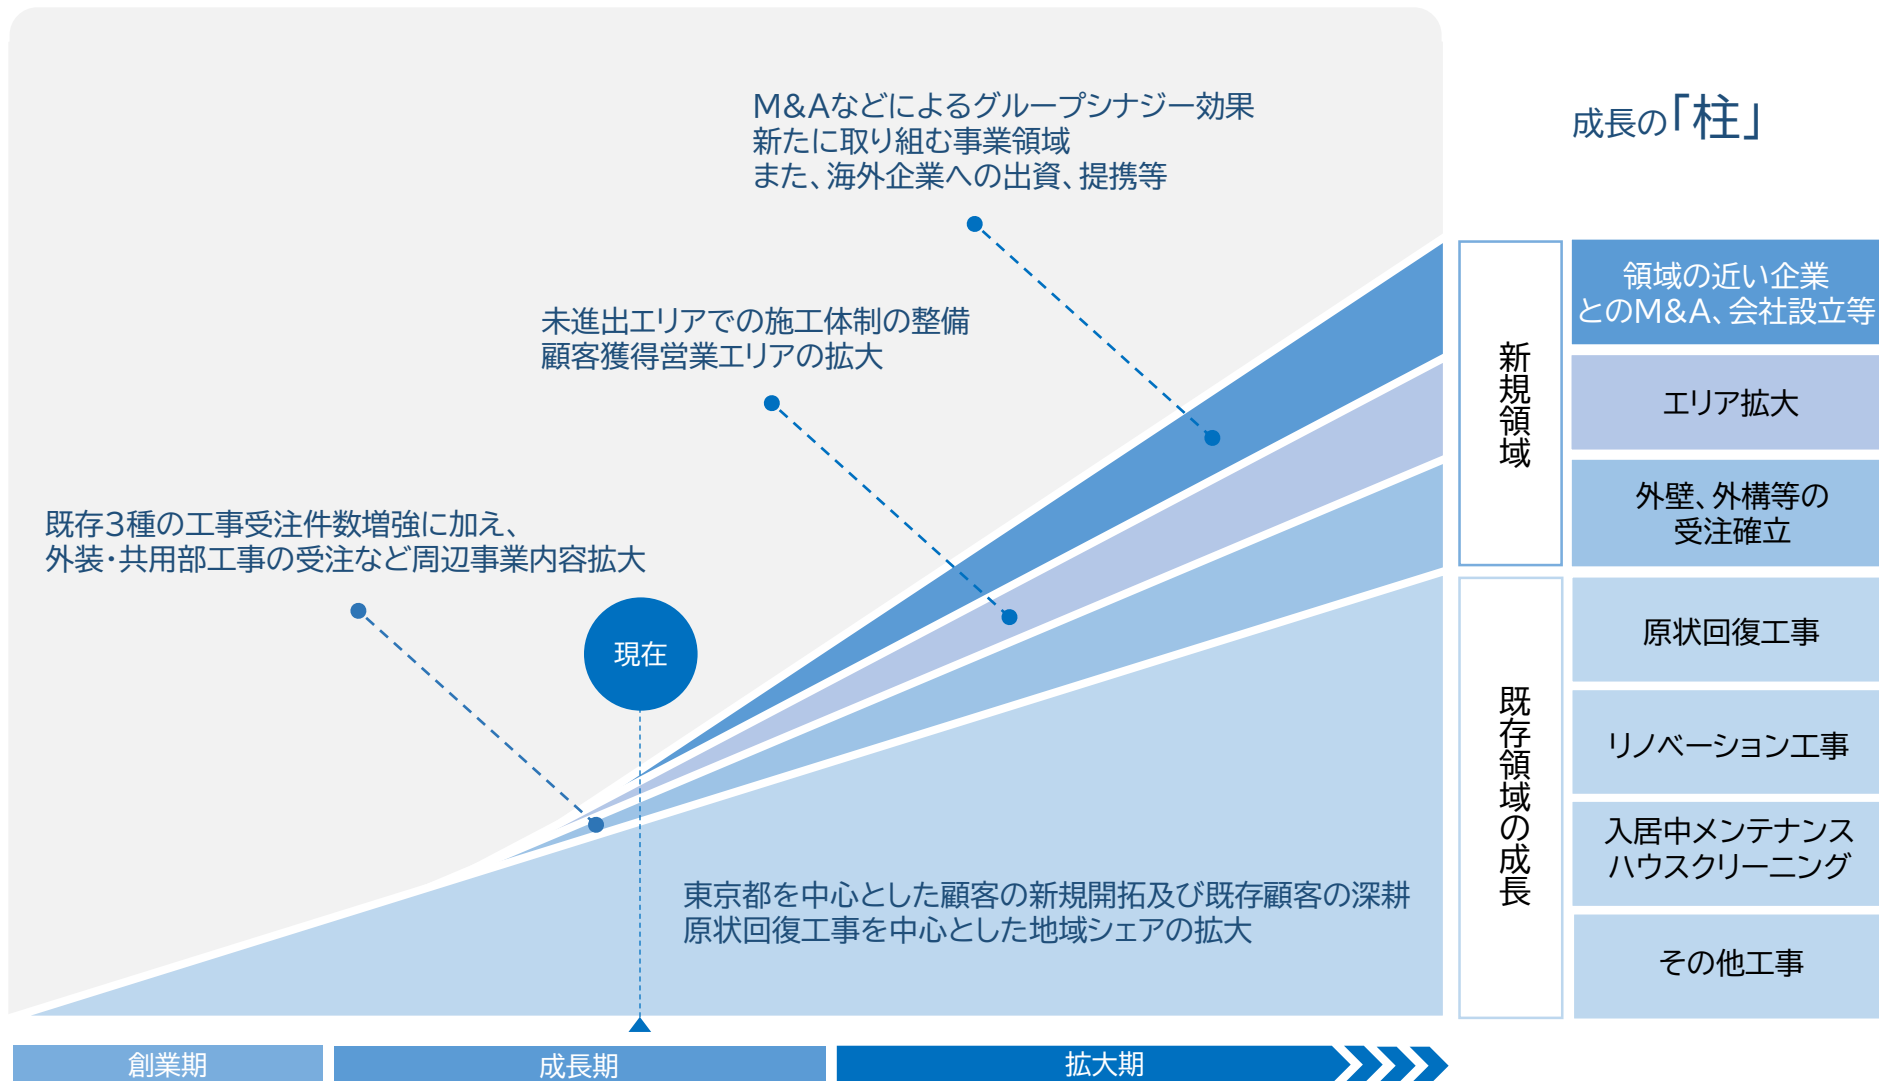 M&Aなどによるグループシナジー効果
新たに取り組む事業領域
また、海外企業への出資、提携等
未進出エリアでの施工体制の整備
顧客獲得営業エリアの拡大
既存3種の工事受注件数増強に加え、
外装・共用部工事の受注など周辺事業内容拡大
現在
東京都を中心とした顧客の新規開拓及び既存顧客の深耕
原状回復工事を中心とした地域シェアの拡大
創業期
成長期
拡大期
成長の「柱」
新規領域
領域の近い企業
とのM&A、会社設立等
エリア拡大
外壁、外構等の
受注確立
既存領域の成長
原状回復工事
リノベーション工事
入居中メンテナンス
ハウスクリーニング
その他工事